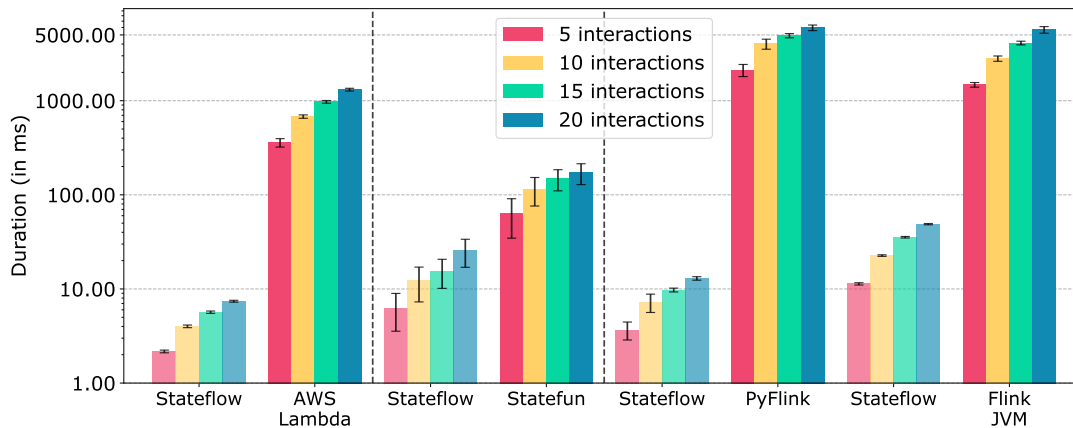 5000.00
1000.00
100.00
10.00
1.00
Duration (in ms)
5 interactions
10 interactions
15 interactions
20 interactions
Stateflow
AWS
Lambda
Stateflow
Statefun
Stateflow
PyFlink
Stateflow
Flink
JVM